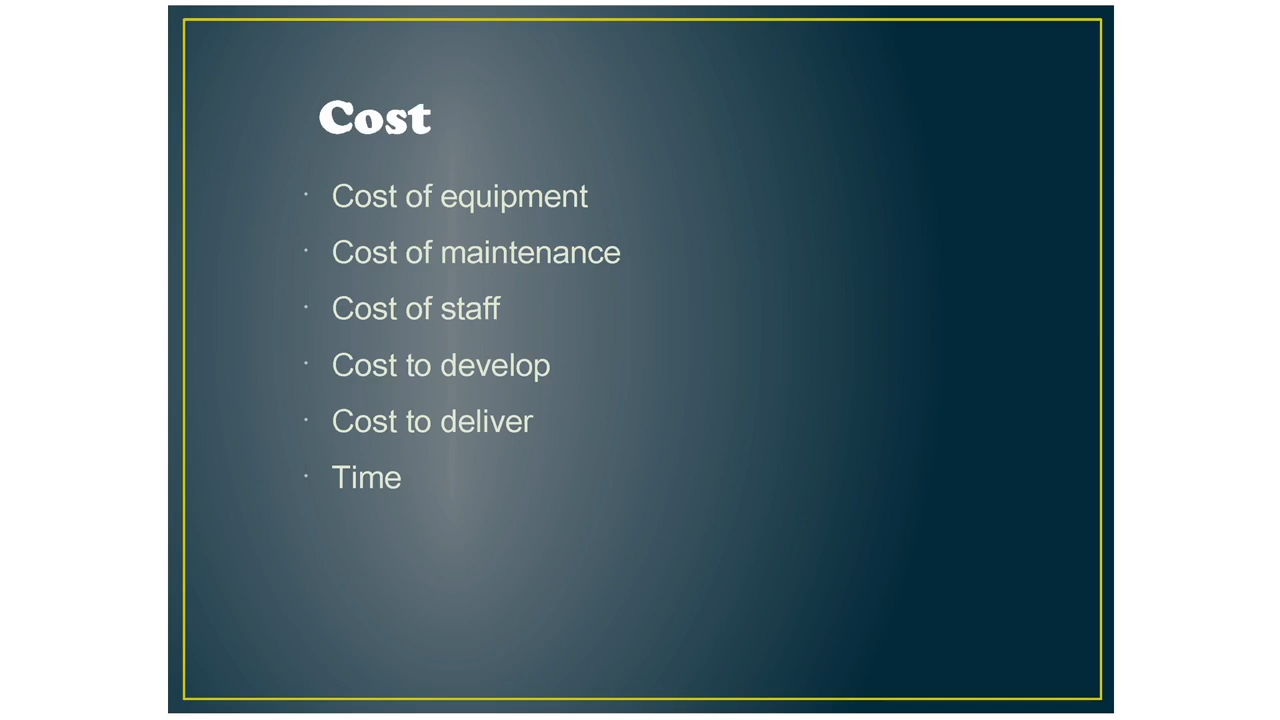 Cost
· Cost of equipment
· Cost of maintenance
· Cost of staff
· Cost to develop
· Cost to deliver
· Time